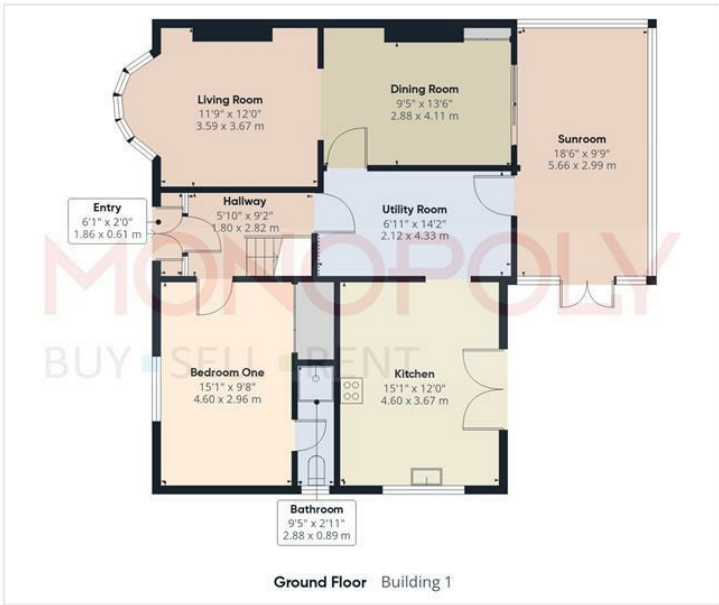 Living Room
11'9" x 12'0"
3.59 x 3.67 m
Dining Room
9'5" x 13'6"
2.88 x 4.11 m
Sunroom
18'6" x 9'9"
5.66 x 2.99 m
Entry
6'1" x 2'0"
1.86 x 0.61 m
Hallway
5'10" x 9'2"
1.80 x 2.82 m
Utility Room
6'11" x 14'2"
2.12 x 4.33 m
MONOPOLY
BUY SELL RENT
Bedroom One
15'1" x 9'8"
4.60 x 2.96 m
Kitchen
15'1" x 12'0"
4.60 x 3.67 m
Bathroom
9'5" x 2'11"
2.88 x 0.89 m
Ground Floor Building 1